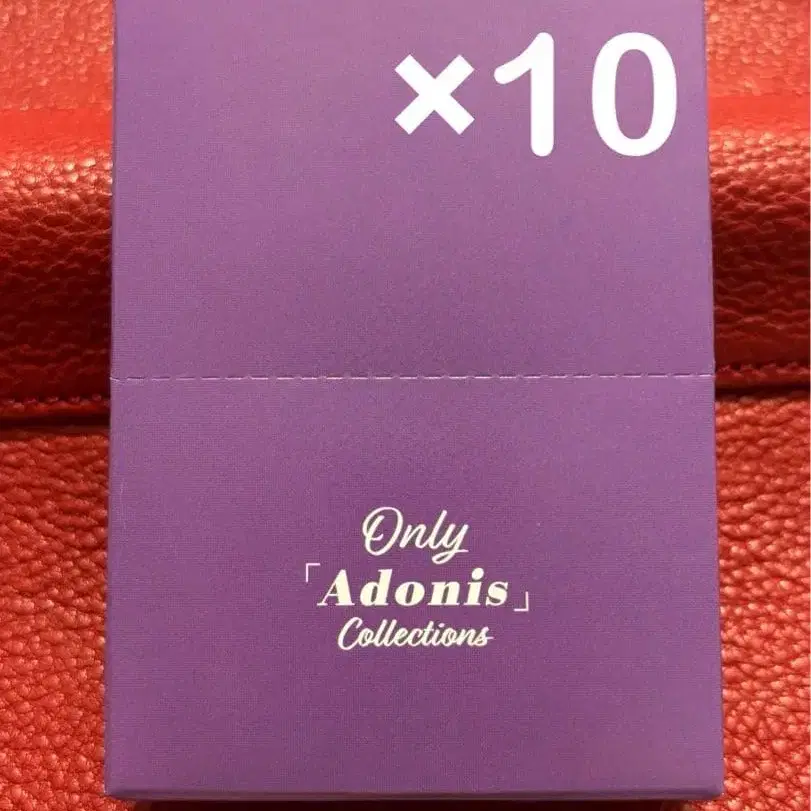 ×10
Only
「Adonis」
Collections